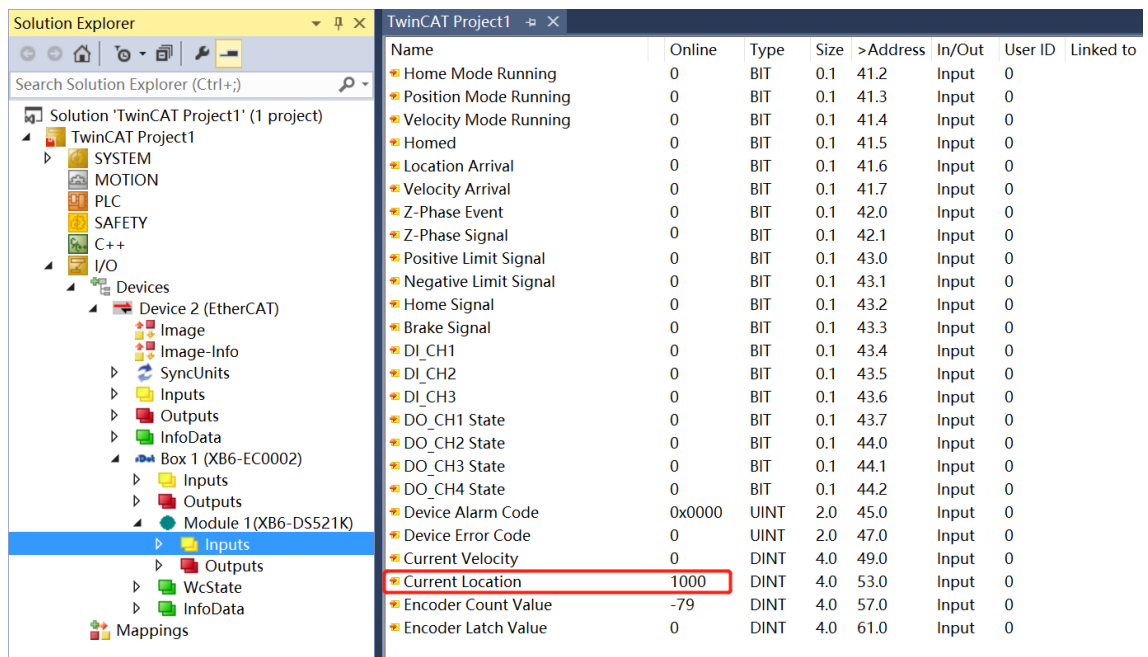 Solution Explorer
Search Solution Explorer (Ctrl+;)
Solution 'TwinCAT Project1' (1 project)
TwinCAT Project1
SYSTEM
MOTION
PLC
SAFETY
C++
I/O
Devices
Device 2 (EtherCAT)
Image
Image-Info
SyncUnits
Inputs
Outputs
InfoData
Box 1 (XB6-EC0002)
Inputs
Outputs
Module 1(XB6-DS521K)
Inputs
Outputs
WcState
InfoData
Mappings
TwinCAT Project1
Name Online Type Size >Address In/Out User ID Linked to
Home Mode Running 0 BIT 0.1 41.2 Input 0
Position Mode Running 0 BIT 0.1 41.3 Input 0
Velocity Mode Running 0 BIT 0.1 41.4 Input 0
Homed 0 BIT 0.1 41.5 Input 0
Location Arrival 0 BIT 0.1 41.6 Input 0
Velocity Arrival 0 BIT 0.1 41.7 Input 0
Z-Phase Event 0 BIT 0.1 42.0 Input 0
Z-Phase Signal 0 BIT 0.1 42.1 Input 0
Positive Limit Signal 0 BIT 0.1 43.0 Input 0
Negative Limit Signal 0 BIT 0.1 43.1 Input 0
Home Signal 0 BIT 0.1 43.2 Input 0
Brake Signal 0 BIT 0.1 43.3 Input 0
DI_CH1 0 BIT 0.1 43.4 Input 0
DI_CH2 0 BIT 0.1 43.5 Input 0
DI_CH3 0 BIT 0.1 43.6 Input 0
DO_CH1 State 0 BIT 0.1 43.7 Input 0
DO_CH2 State 0 BIT 0.1 44.0 Input 0
DO_CH3 State 0 BIT 0.1 44.1 Input 0
DO_CH4 State 0 BIT 0.1 44.2 Input 0
Device Alarm Code 0x0000 UINT 2.0 45.0 Input 0
Device Error Code 0 UINT 2.0 47.0 Input 0
Current Velocity 0 DINT 4.0 49.0 Input 0
Current Location 1000 DINT 4.0 53.0 Input 0
Encoder Count Value -79 DINT 4.0 57.0 Input 0
Encoder Latch Value 0 DINT 4.0 61.0 Input 0